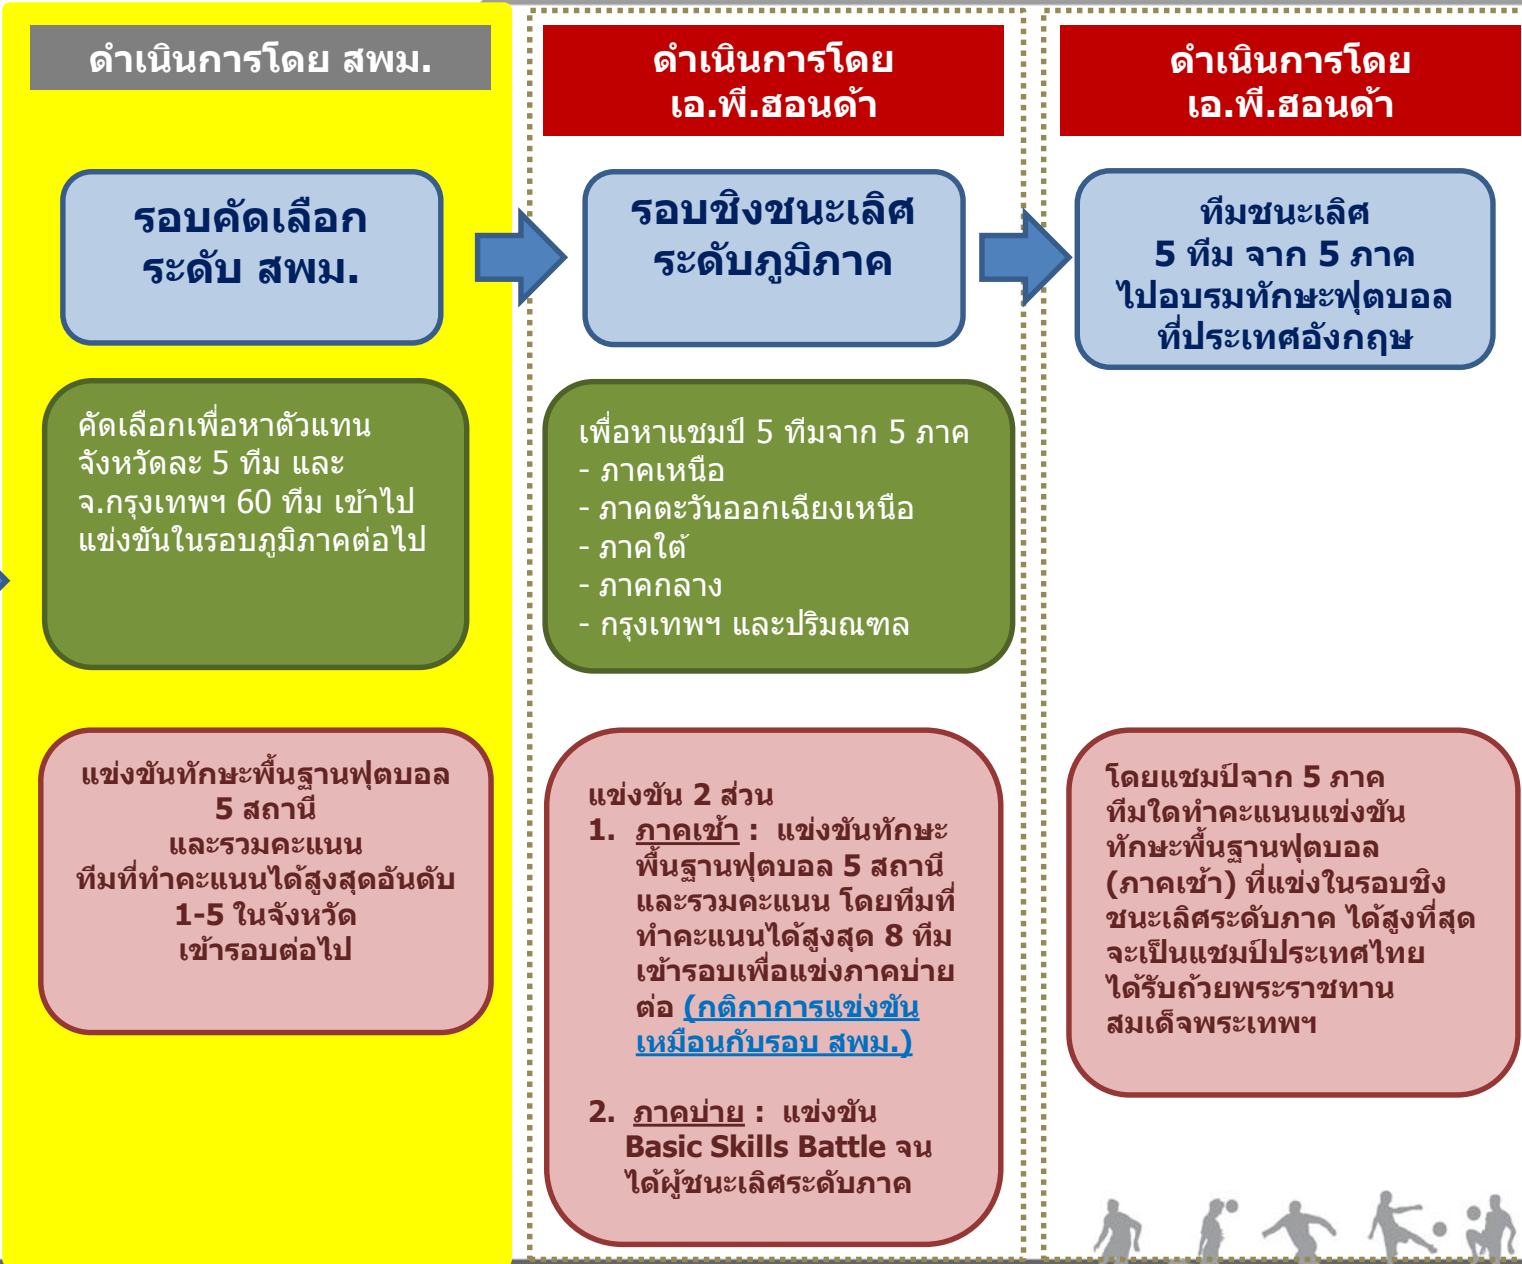 ดำเนินการโดย สพม.
รอบคัดเลือก
ระดับ สพม.
คัดเลือกเพื่อหาตัวแทน
จังหวัดละ 5 ทีม และ
จ.กรุงเทพฯ 60 ทีม เข้าไป
แข่งขันในรอบภูมิภาคต่อไป
แข่งขันทักษะพื้นฐานฟุตบอล
5 สถานี
และรวมคะแนน
ทีมที่ทำคะแนนได้สูงสุดอันดับ
1-5 ในจังหวัด
เข้ารอบต่อไป
ดำเนินการโดย
เอ.พี.ฮอนด้า
รอบชิงชนะเลิศ
ระดับภูมิภาค
เพื่อหาแชมป์ 5 ทีมจาก 5 ภาค
- ภาคเหนือ
- ภาคตะวันออกเฉียงเหนือ
- ภาคใต้
- ภาคกลาง
- กรุงเทพฯ และปริมณฑล
แข่งขัน 2 ส่วน
1. ภาคเช้า : แข่งขันทักษะ
พื้นฐานฟุตบอล 5 สถานี
และรวมคะแนน โดยทีมที่
ทำคะแนนได้สูงสุด 8 ทีม
เข้ารอบเพื่อแข่งภาคบ่าย
ต่อ (กติกาการแข่งขัน
เหมือนกับรอบ สพม.)
2. ภาคบ่าย : แข่งขัน
Basic Skills Battle จน
ได้ผู้ชนะเลิศระดับภาค
ดำเนินการโดย
เอ.พี.ฮอนด้า
ทีมชนะเลิศ
5 ทีม จาก 5 ภาค
ไปอบรมทักษะฟุตบอล
ที่ประเทศอังกฤษ
โดยแชมป์จาก 5 ภาค
ทีมใดทำคะแนนแข่งขัน
ทักษะพื้นฐานฟุตบอล
(ภาคเช้า) ที่แข่งในรอบชิง
ชนะเลิศระดับภาค ได้สูงที่สุด
จะเป็นแชมป์ประเทศไทย
ได้รับถ้วยพระราชทาน
สมเด็จพระเทพฯ